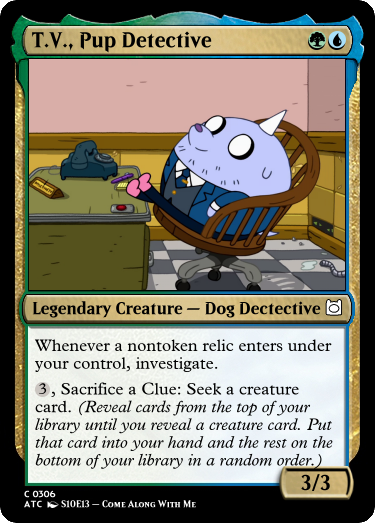 T.V., Pup Detective
Legendary Creature — Dog Dectective
Whenever a nontoken relic enters under
your control, investigate.
3, Sacrifice a Clue: Seek a creature
card. (Reveal cards from the top of your
library until you reveal a creature card. Put
that card into your hand and the rest on the
bottom of your library in a random order.)
3/3
C 0306
ATC S10E13 — Come Along With Me